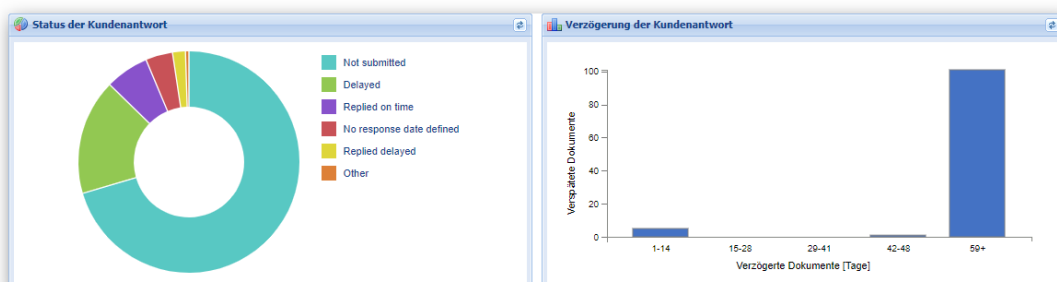 Status der Kundenantwort
Not submitted
Delayed
Replied on time
No response date defined
Replied delayed
Other
Verzögerung der Kundenantwort
Verspätete Dokumente
100
80
60
40
20
0
1-14
15-28
29-41
42-48
59+
Verzögerte Dokumente [Tage]